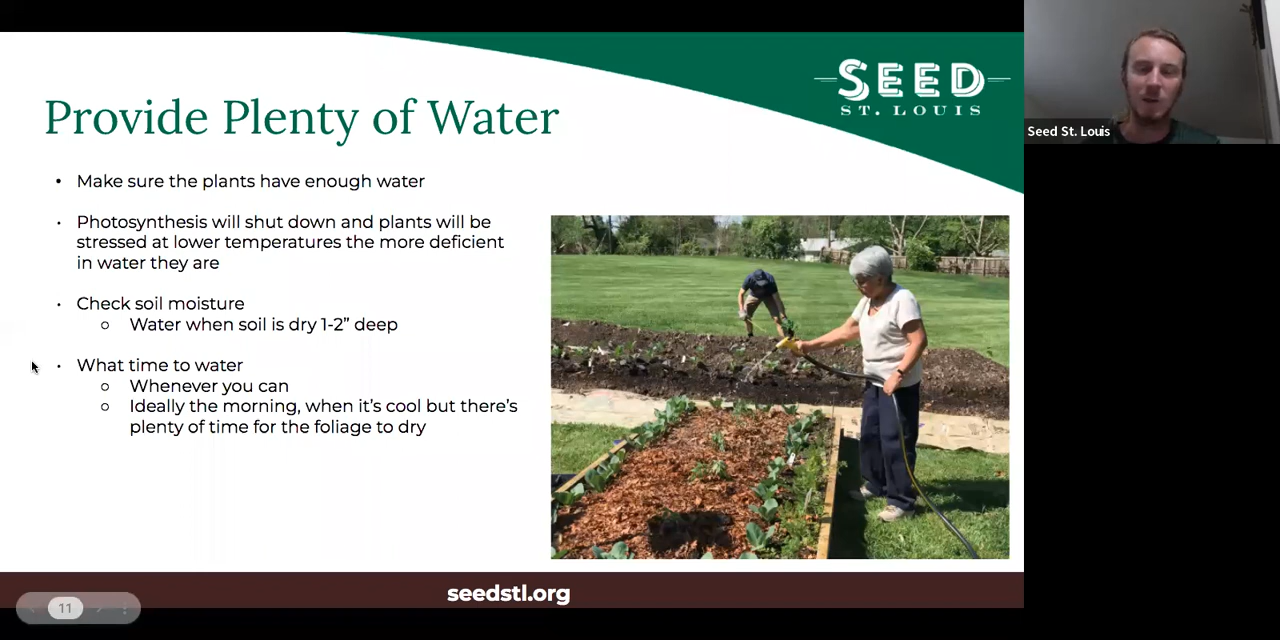 SEED
ST. LOUIS
Provide Plenty of Water
Seed St. Louis
• Make sure the plants have enough water
• Photosynthesis will shut down and plants will be
stressed at lower temperatures the more deficient
in water they are
• Check soil moisture
○ Water when soil is dry 1-2” deep
• What time to water
○ Whenever you can
○ Ideally the morning, when it’s cool but there’s
plenty of time for the foliage to dry
seedstl.org
11